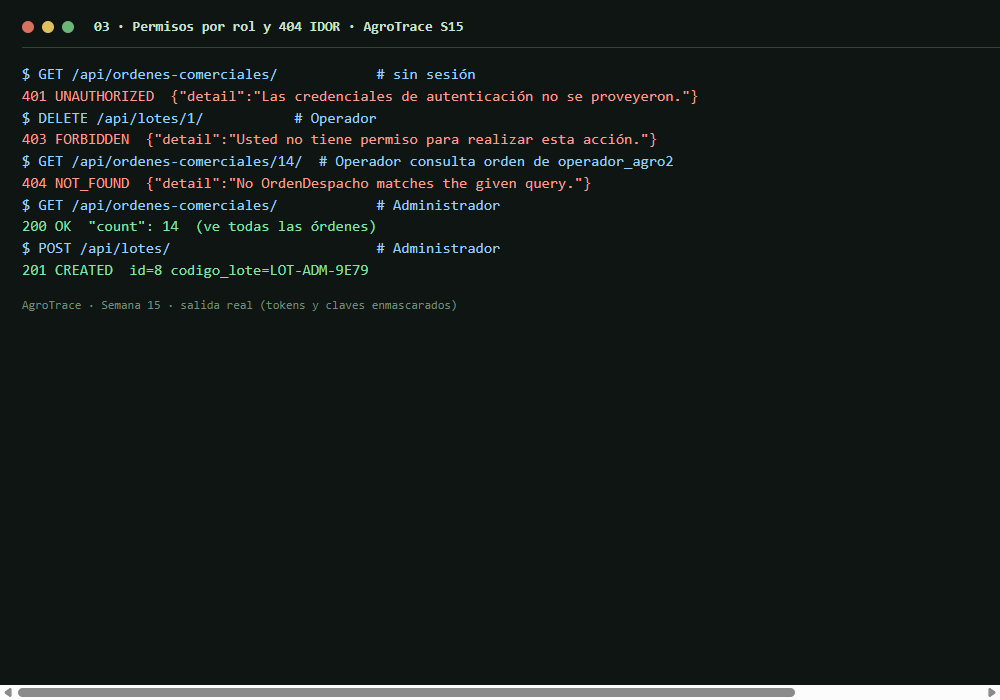 03 · Permisos por rol y 404 IDOR · AgroTrace S15
$ GET /api/ordenes-comerciales/ # sin sesión
401 UNAUTHORIZED {"detail":"Las credenciales de autenticación no se proveyeron."}
$ DELETE /api/lotes/1/ # Operador
403 FORBIDDEN {"detail":"Usted no tiene permiso para realizar esta acción."}
$ GET /api/ordenes-comerciales/14/ # Operador consulta orden de operador_agro2
404 NOT_FOUND {"detail":"No OrdenDespacho matches the given query."}
$ GET /api/ordenes-comerciales/ # Administrador
200 OK "count": 14 (ve todas las órdenes)
$ POST /api/lotes/ # Administrador
201 CREATED id=8 codigo_lote=LOT-ADM-9E79
AgroTrace · Semana 15 · salida real (tokens y claves enmascarados)